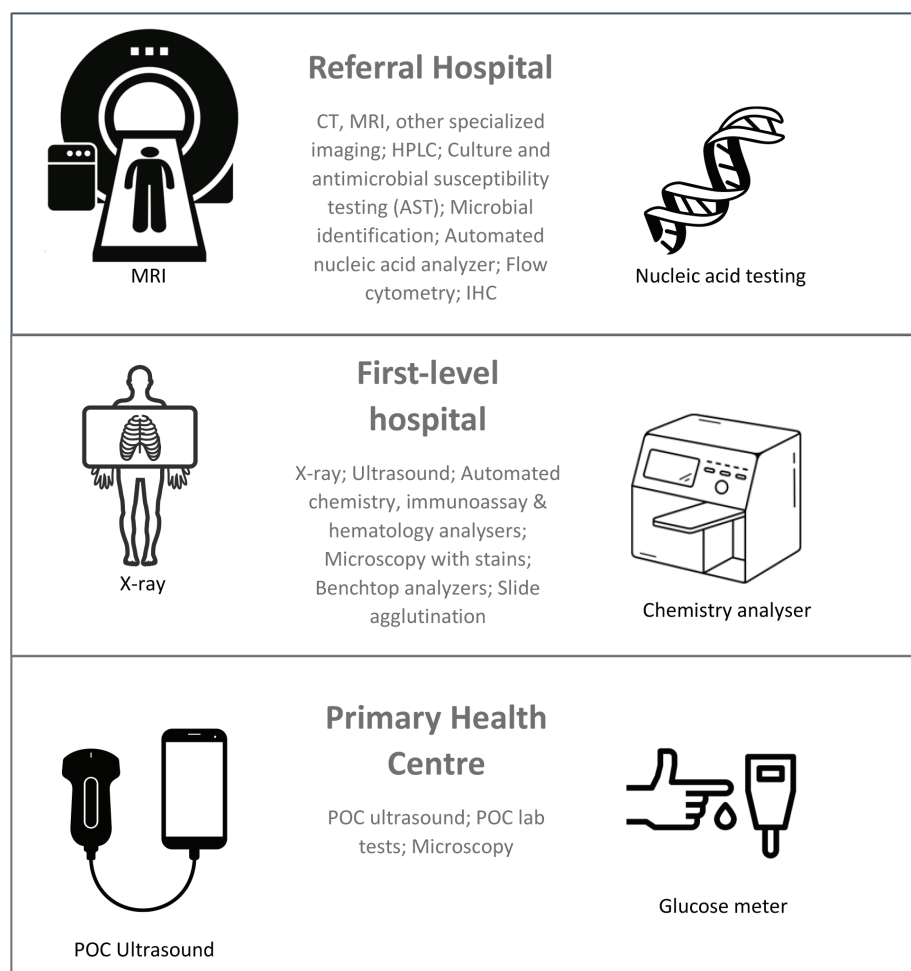 Referral Hospital
CT, MRI, other specialized
imaging; HPLC; Culture and
antimicrobial susceptibility
testing (AST); Microbial
identification; Automated
nucleic acid analyzer; Flow
cytometry; IHC
MRI
Nucleic acid testing
First-level
hospital
X-ray; Ultrasound; Automated
chemistry, immunoassay &
hematology analysers;
Microscopy with stains;
Benchtop analyzers; Slide
agglutination
X-ray
Chemistry analyser
Primary Health
Centre
POC ultrasound; POC lab
tests; Microscopy
POC Ultrasound
Glucose meter